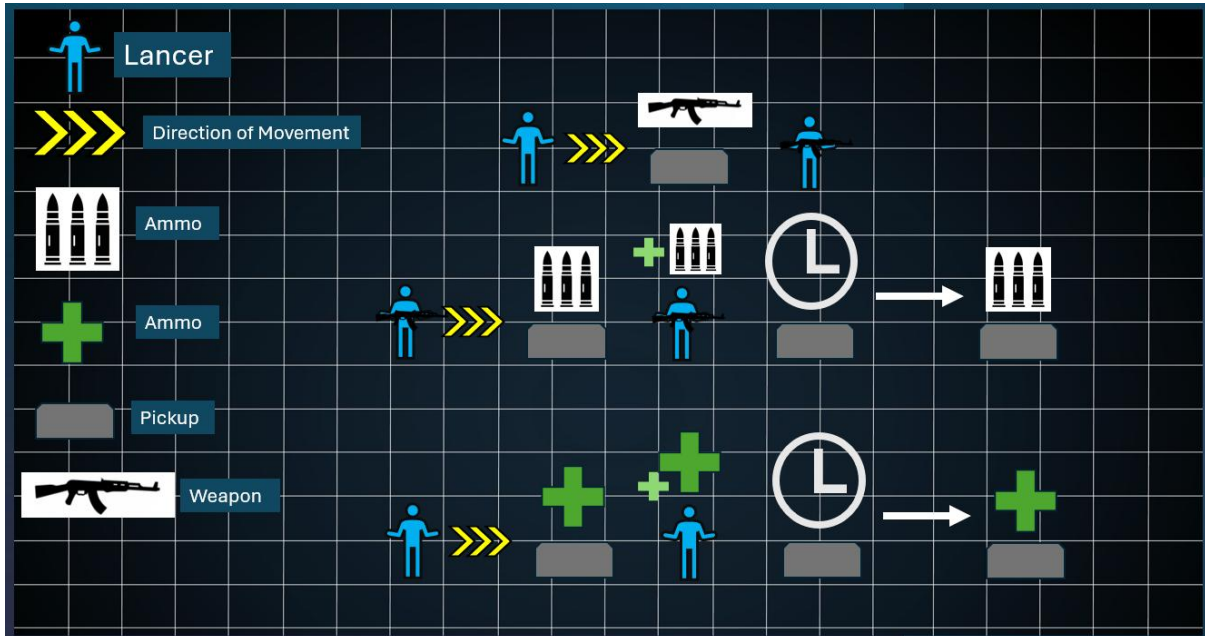 Lancer
Direction of Movement
Ammo
Ammo
Pickup
Weapon